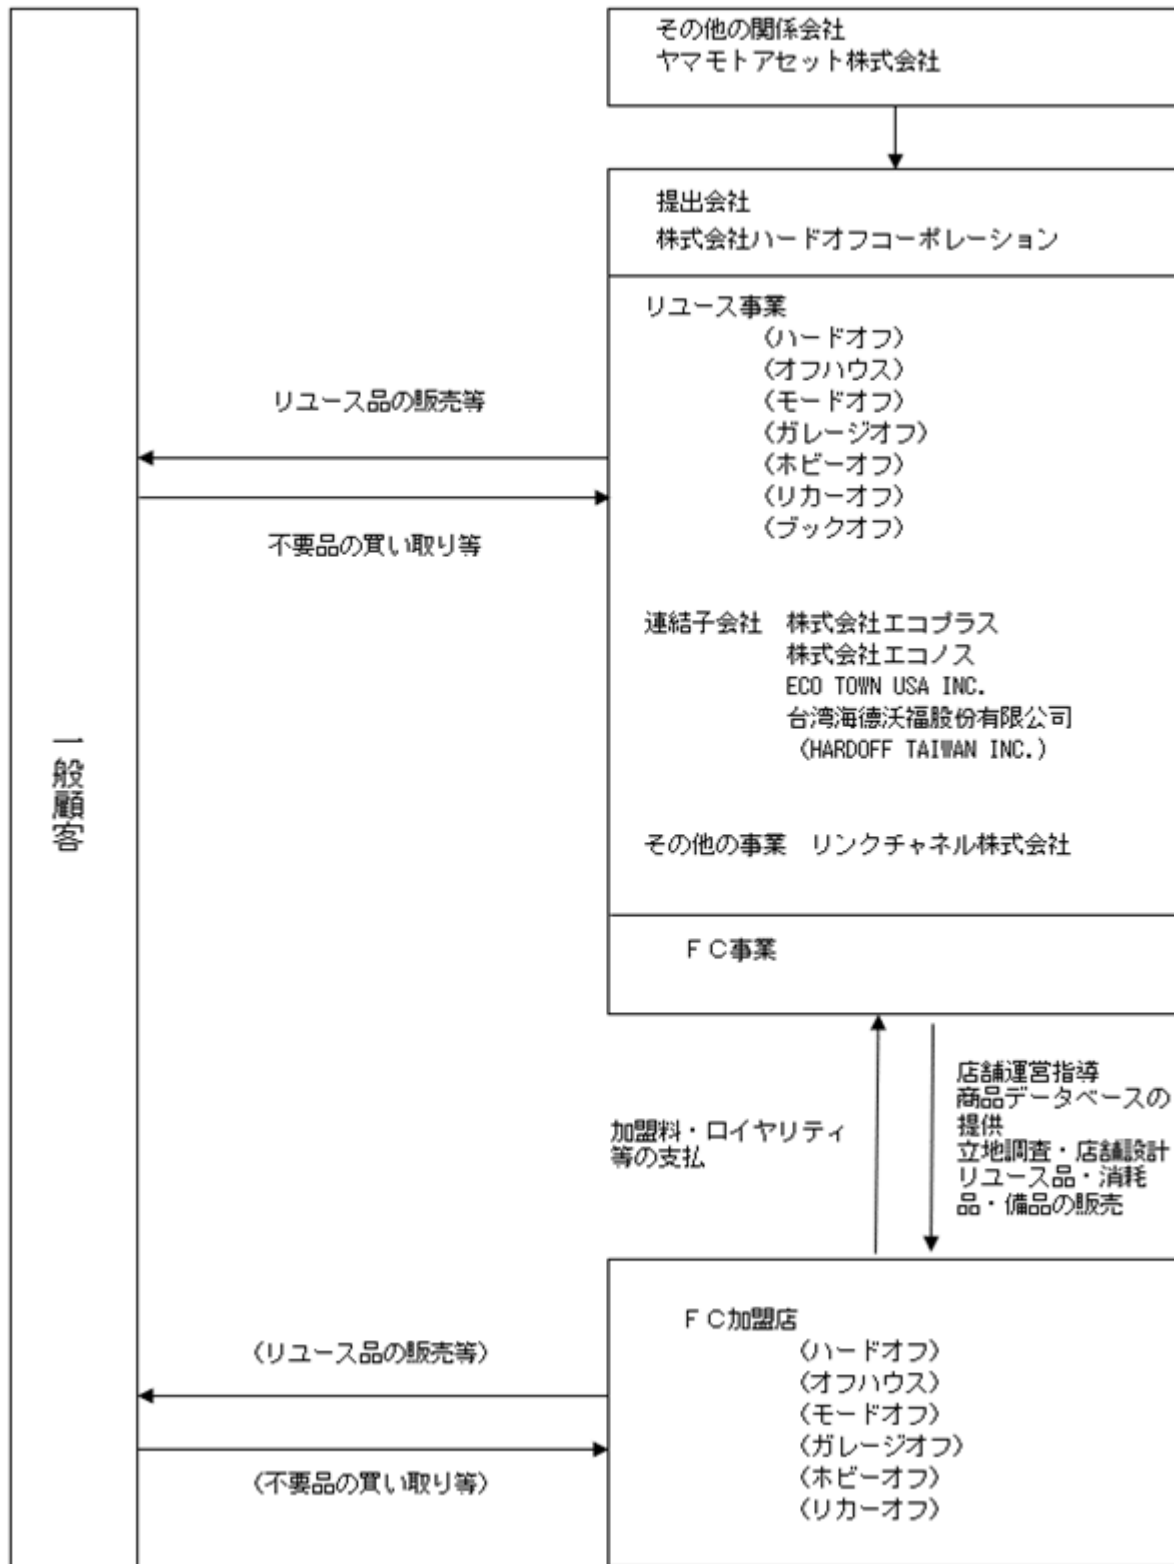 その他の関係会社
ヤマモトアセット株式会社
提出会社
株式会社ハードオフコーポレーション
リユース事業
〈ハードオフ〉
〈オフハウス〉
〈モードオフ〉
〈ガレージオフ〉
〈ホビーオフ〉
〈リカーオフ〉
〈ブックオフ〉
リユース品の販売等
不要品の買い取り等
連結子会社　株式会社エコプラス
株式会社エコノス
ECO TOWN USA INC.
台湾海德沃福股份有限公司
（HARDOFF TAIWAN INC.）
一般顧客
その他の事業　リンクチャネル株式会社
ＦＣ事業
加盟料・ロイヤリティ
等の支払
店舗運営指導
商品データベースの
提供
立地調査・店舗設計
リユース品・消耗
品・備品の販売
ＦＣ加盟店
〈ハードオフ〉
〈オフハウス〉
〈モードオフ〉
〈ガレージオフ〉
〈ホビーオフ〉
〈リカーオフ〉
〈リユース品の販売等〉
〈不要品の買い取り等〉